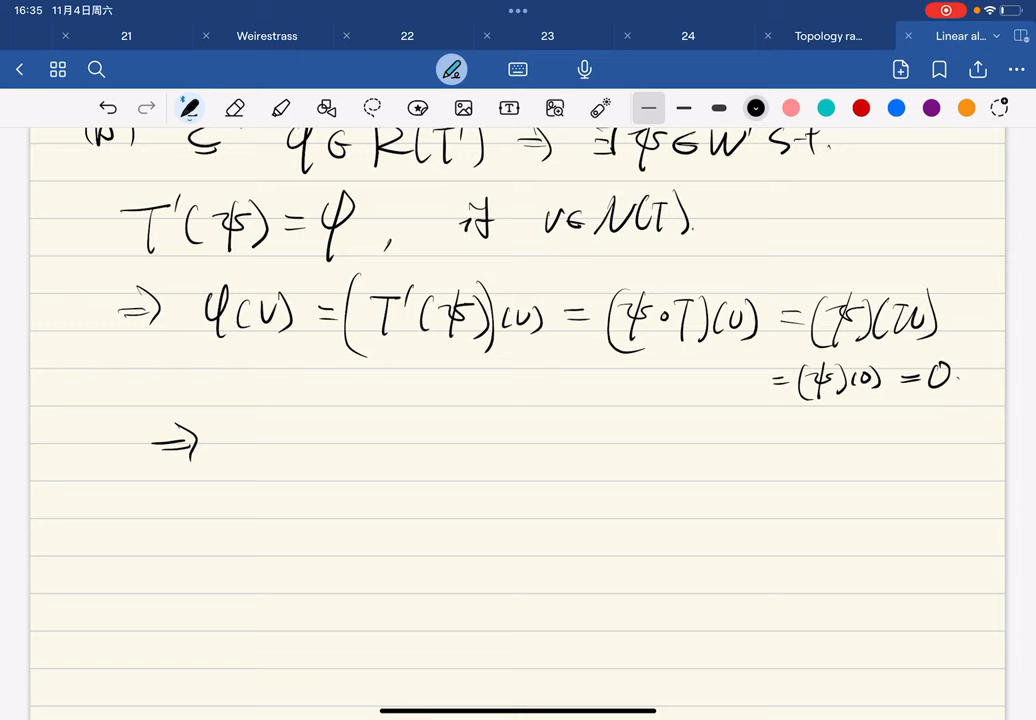 16:35 11月4日周六
21 Weirestrass 22 23 24 Topology ra... Linear al...
⊆ φ∈R(T') ⇒ ∃ψ∈W' s.t.
T'(ψ) = φ, if v∈N(T).
⇒ φ(v) = (T'(ψ))(v) = (ψ∘T)(v) = (ψ)(Tv)
= (ψ)(0) = 0.
⇒